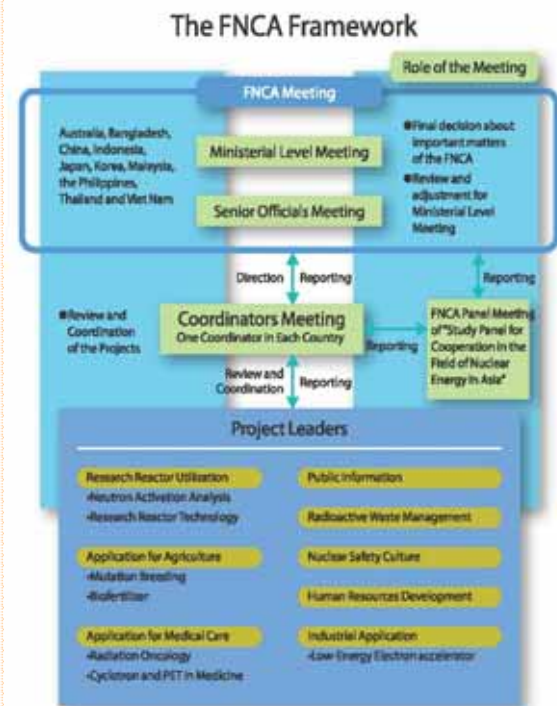 The FNCA Framework
Role of the Meeting
FNCA Meeting
Australia, Bangladesh,
China, Indonesia,
Japan, Korea, Malaysia,
the Philippines,
Thailand and Viet Nam
Ministerial Level Meeting
Senior Officials Meeting
●Final decision about
important matters
of the FNCA
●Review and
adjustment for
Ministerial Level
Meeting
Direction
Reporting
Reporting
●Review and
Coordination
of the Projects
Coordinators Meeting
One Coordinator in Each Country
Reporting
FNCA Panel Meeting
of "Study Panel for
Cooperation in the
Field of Nuclear
Energy in Asia"
Review and
Coordination
Reporting
Project Leaders
Research Reactor Utilization
•Neutron Activation Analysis
•Research Reactor Technology
Application for Agriculture
•Mutation Breeding
•Biofertilizer
Application for Medical Care
•Radiation Oncology
•Cyclotron and PET in Medicine
Public Information
Radioactive Waste Management
Nuclear Safety Culture
Human Resources Development
Industrial Application
•Low Energy Electron accelerator